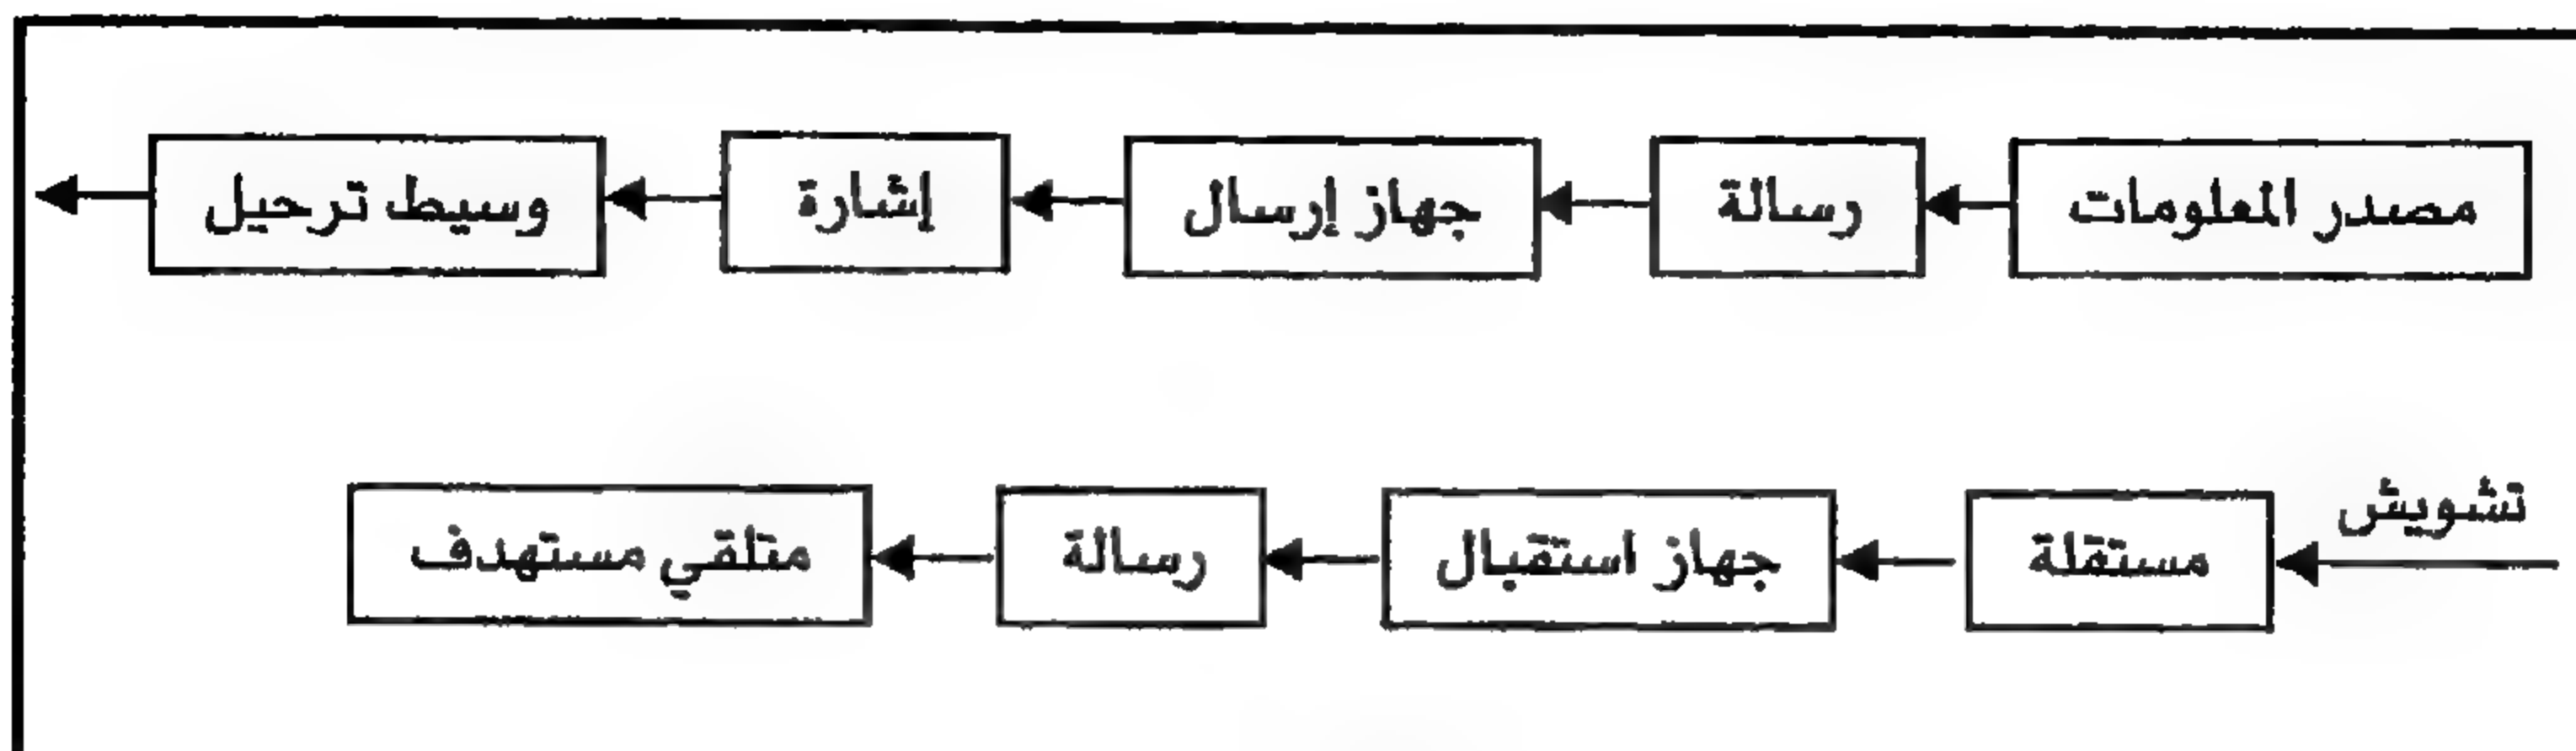 مصدر المعلومات
رسالة
جهاز إرسال
إشارة
وسيط ترحيل
تشويش
مستقلة
جهاز استقبال
رسالة
متلقي مستهدف